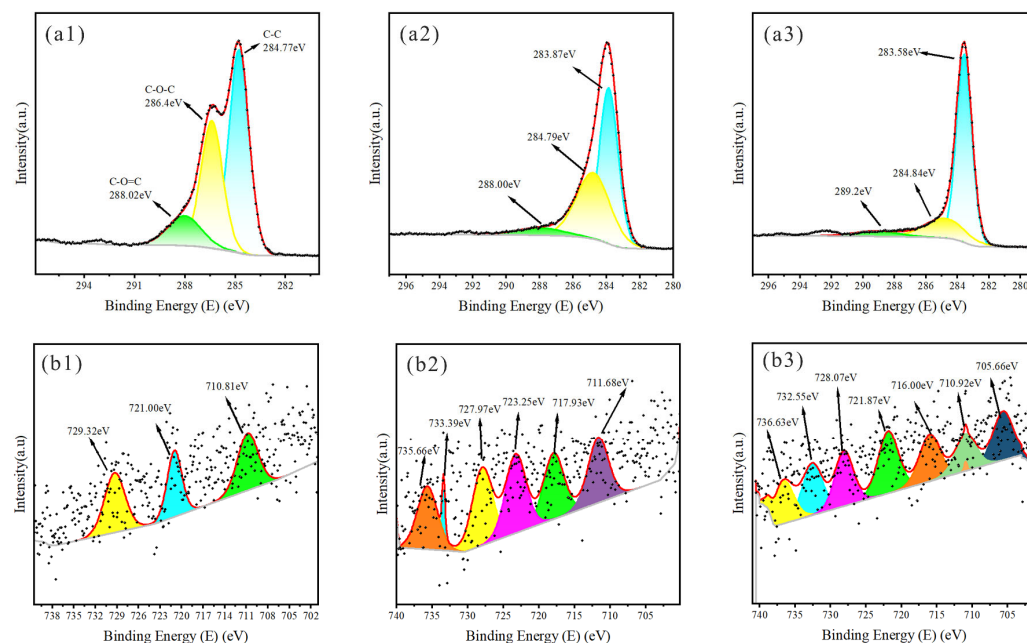 (a1)
C-C
284.77eV
C-O-C
286.4eV
C-O=C
288.02eV
Intensity(a.u.)
294 291 288 285 282
Binding Energy (E) (eV)
(a2)
283.87eV
284.79eV
288.00eV
Intensity(a.u.)
296 294 292 290 288 286 284 282 280
Binding Energy (E) (eV)
(a3)
283.58eV
284.84eV
289.2eV
Intensity(a.u.)
296 294 292 290 288 286 284 282 280
Binding Energy (E) (eV)
(b1)
710.81eV
721.00eV
729.32eV
Intensity(a.u)
738 735 732 729 726 723 720 717 714 711 708 705 702
Binding Energy (E) (eV)
(b2)
711.68eV
723.25eV
717.93eV
727.97eV
733.39eV
735.66eV
Intensity(a.u.)
740 735 730 725 720 715 710 705
Binding Energy (E) (eV)
(b3)
705.66eV
728.07eV
710.92eV
732.55eV
716.00eV
721.87eV
736.63eV
Intensity(a.u.)
740 735 730 725 720 715 710 705
Binding Energy (E) (eV)